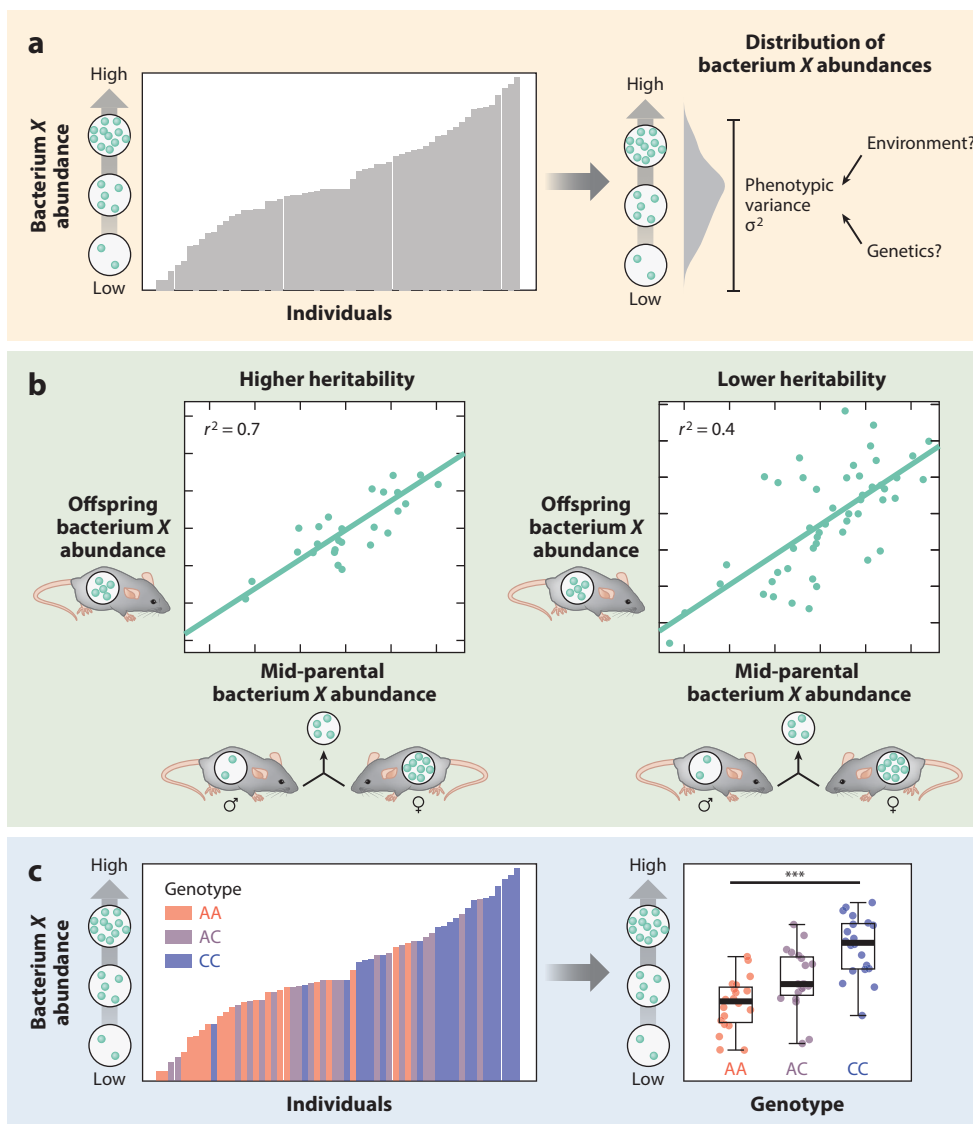 a
High
Bacterium X
abundance
Low
Individuals
Distribution of
bacterium X abundances
High
Low
Phenotypic
variance
σ²
Environment?
Genetics?
b
Higher heritability
r² = 0.7
Offspring
bacterium X
abundance
Mid-parental
bacterium X abundance
♂
♀
Lower heritability
r² = 0.4
Offspring
bacterium X
abundance
Mid-parental
bacterium X abundance
♂
♀
c
High
Bacterium X
abundance
Low
Genotype
AA
AC
CC
Individuals
High
Low
***
AA AC CC
Genotype